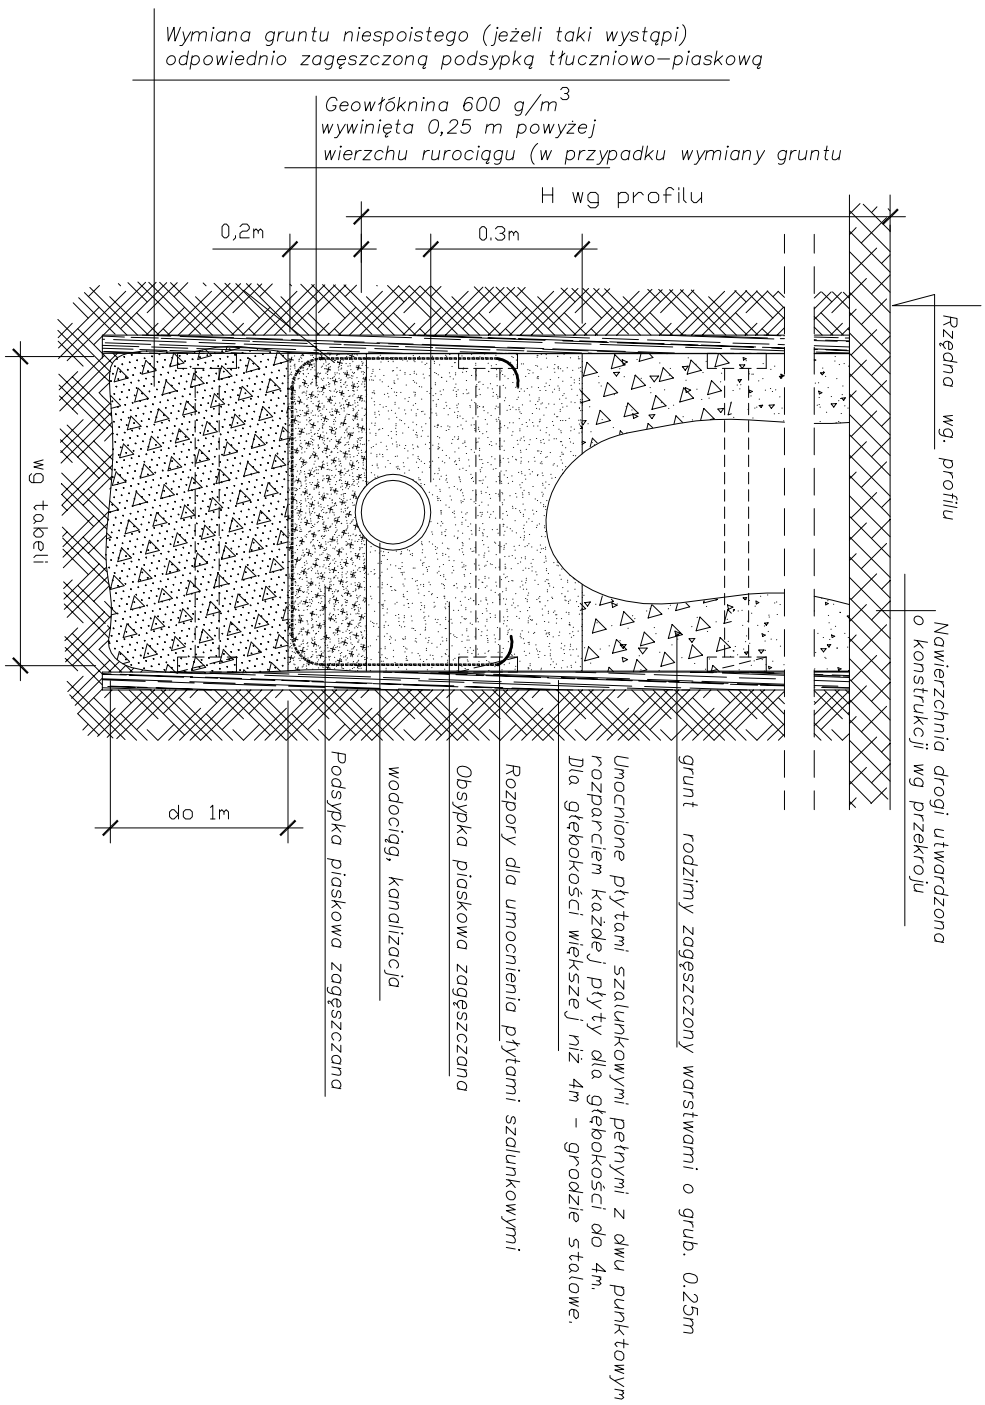 Wymiana gruntu niespoistego (jeżeli taki wystąpi)
odpowiednio zagęszczoną podsypką tłuczniowo-piaskową
Geowłóknina 600 g/m³
wywinięta 0,25 m powyżej
wierzchu rurociągu (w przypadku wymiany gruntu
H wg profilu
0,2m
0.3m
Rzędna wg. profilu
wg tabeli
Nawierzchnia drogi utwardzona
o konstrukcji wg przekroju
grunt rodzimy zagęszczony warstwami o grub. 0.25m
Umocnione płytami szalunkowymi pełnymi z dwu punktowym
rozparciem każdej płyty dla głębokości do 4m.
Dla głębokości większej niż 4m - grodzie stalowe.
Rozpory dla umocnienia płytami szalunkowymi
Obsypka piaskowa zagęszczana
wodociąg, kanalizacja
Podsypka piaskowa zagęszczana
do 1m